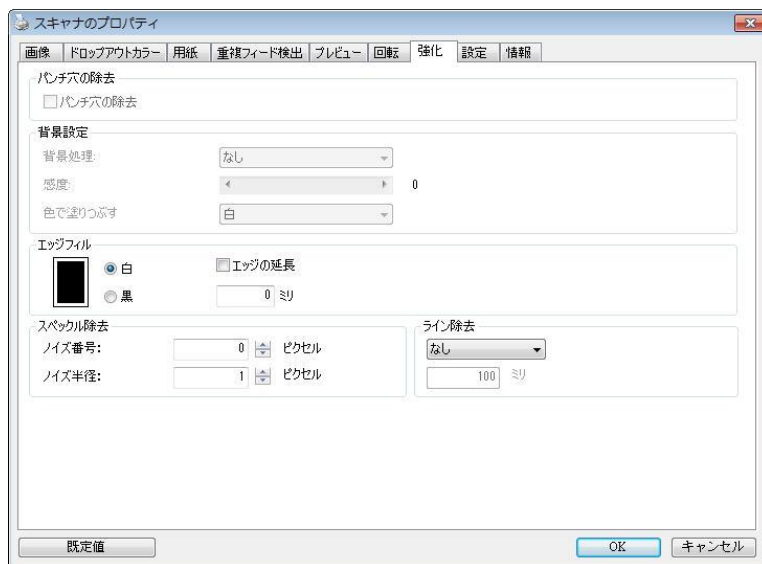 スキャナのプロパティ
画像 ドロップアウトカラー 用紙 重複フィード検出 プレビュー 回転 強化 設定 情報
パンチ穴の除去
パンチ穴の除去
背景設定
背景処理: なし
感度: 0
色で塗りつぶす 白
エッジフィル
白 エッジの延長
黒 0 ミリ
スペックル除去 ライン除去
ノイズ番号: 0 ピクセル なし
ノイズ半径: 1 ピクセル 100 ミリ
既定値 OK キャンセル